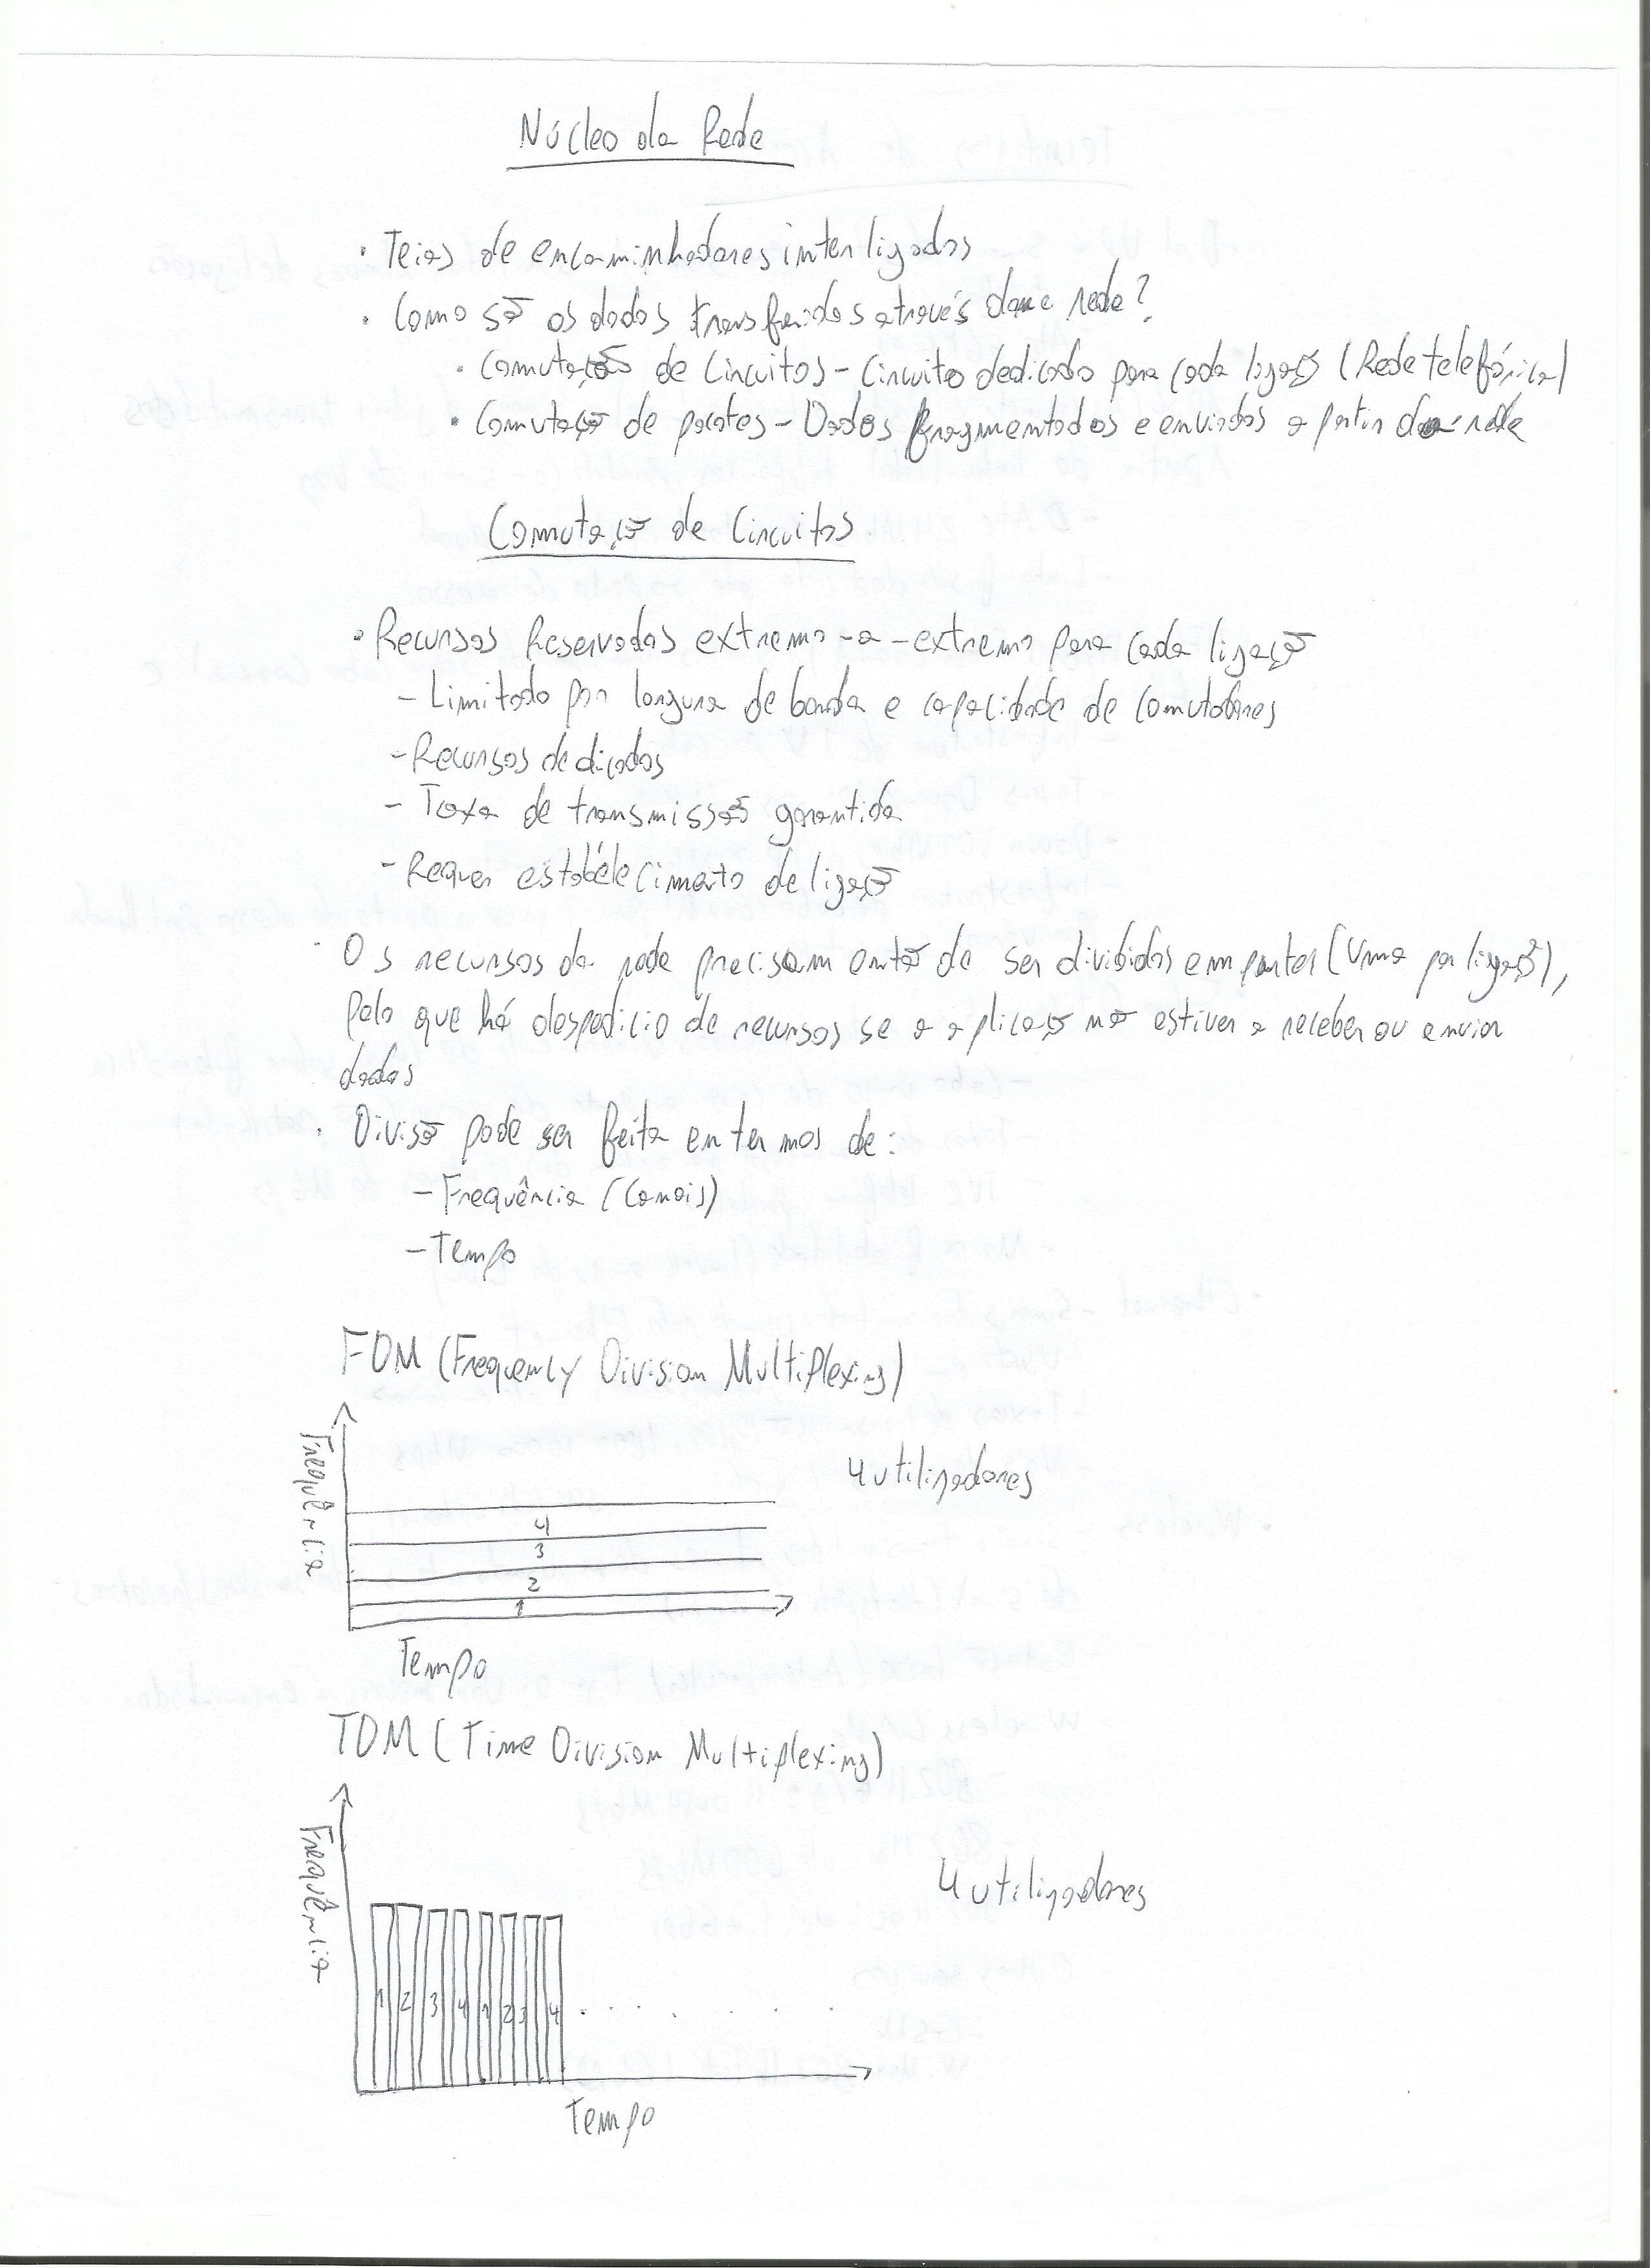 Núcleo da Rede
· Teias de encaminhadores interligados
· Como são os dados transferidos através dana rede?
· Comutação de Circuitos - Circuito dedicado para cada ligação (Rede telefónica)
· Comutação de pacotes - Dados fragmentados e enviados a partir da rede
Comutação de Circuitos
· Recursos Reservados extremo-a-extremo para cada ligação
- Limitado por largura de banda e capacidade de comutadores
- Recursos dedicados
- Taxa de transmissão garantida
- Requer estabelecimento de ligação
· Os recursos da rede precisam então de ser divididos em partes (Uma por ligação),
pelo que há despedicio de recursos se a aplicação não estiver a receber ou enviar
dados
· Divisão pode ser feita em termos de:
- Frequência (Canais)
- Tempo
FDM (Frequency Division Multiplexing)
Frequência
4 utilizadores
4
3
2
1
Tempo
TDM (Time Division Multiplexing)
Frequência
4 utilizadores
1 2 3 4 1 2 3 4 . . . . . .
Tempo